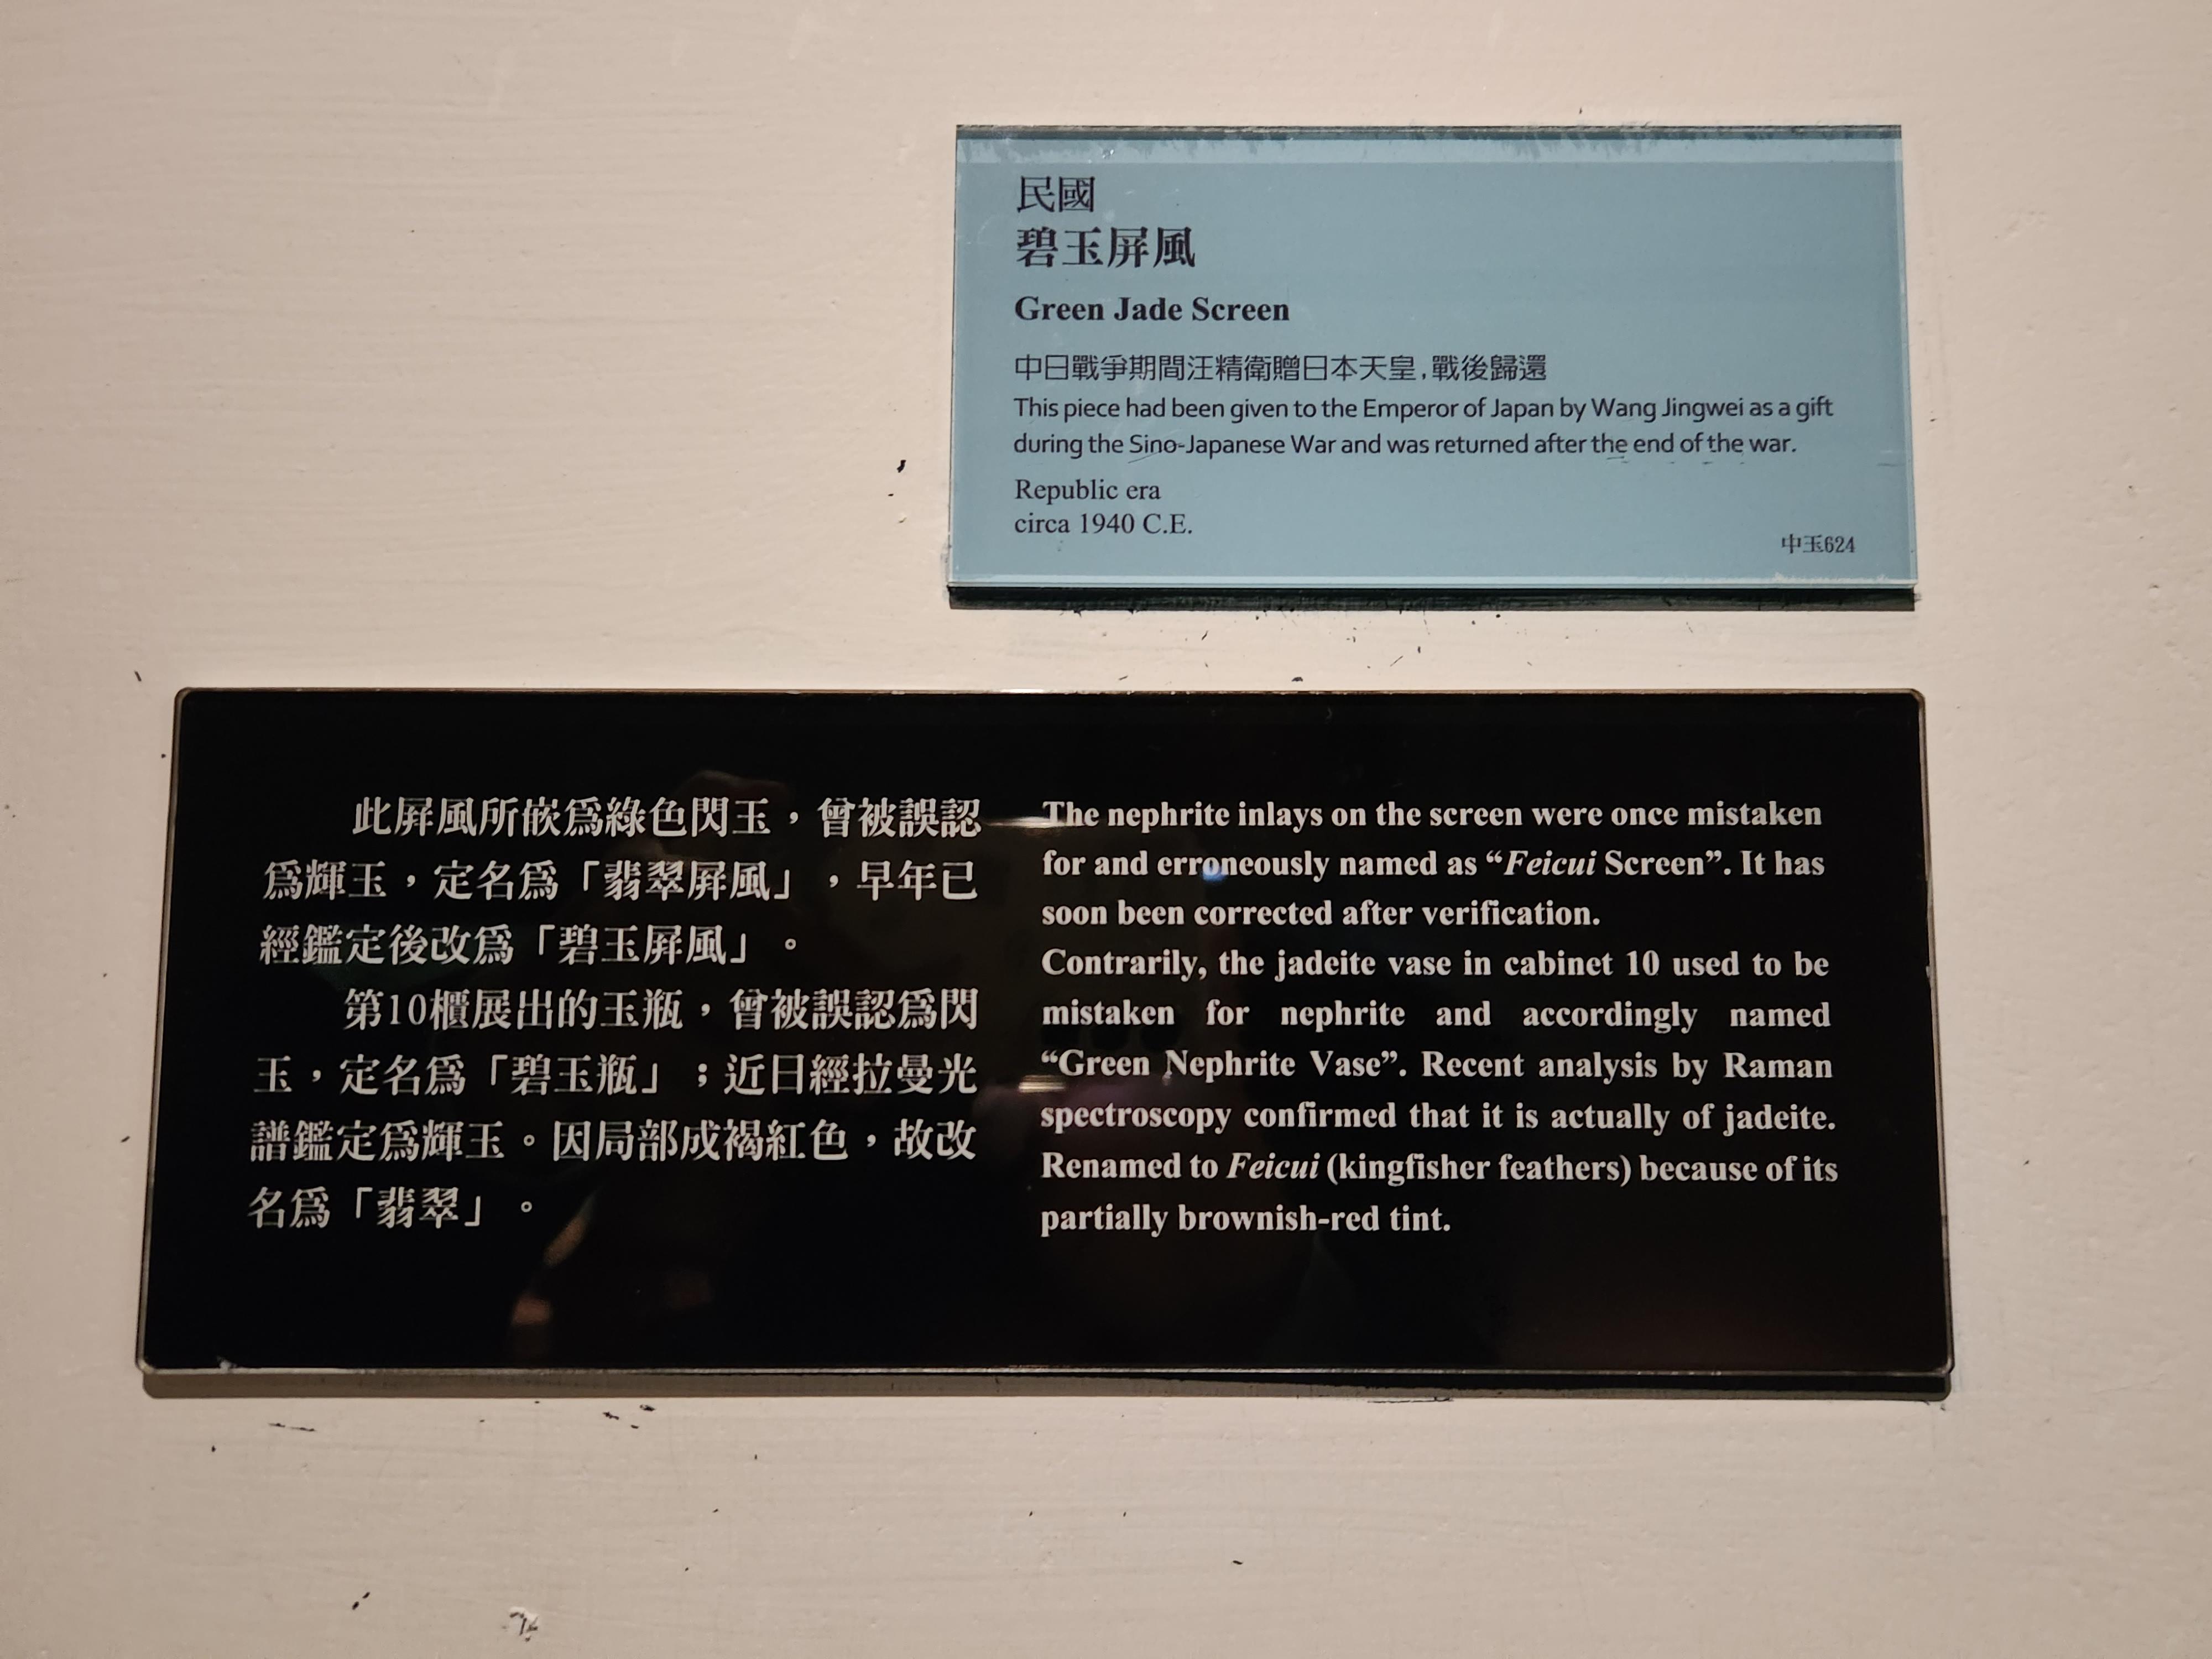 民國
碧玉屏風
Green Jade Screen
中日戰爭期間汪精衛贈日本天皇,戰後歸還
This piece had been given to the Emperor of Japan by Wang Jingwei as a gift
during the Sino-Japanese War and was returned after the end of the war.
Republic era
circa 1940 C.E.
中玉624
此屏風所嵌為綠色閃玉，曾被誤認
為輝玉，定名為「翡翠屏風」，早年已
經鑑定後改為「碧玉屏風」。
第10櫃展出的玉瓶，曾被誤認為閃
玉，定名為「碧玉瓶」；近日經拉曼光
譜鑑定為輝玉。因局部成褐紅色，故改
名為「翡翠」。
The nephrite inlays on the screen were once mistaken
for and erroneously named as “Feicui Screen”. It has
soon been corrected after verification.
Contrarily, the jadeite vase in cabinet 10 used to be
mistaken for nephrite and accordingly named
“Green Nephrite Vase”. Recent analysis by Raman
spectroscopy confirmed that it is actually of jadeite.
Renamed to Feicui (kingfisher feathers) because of its
partially brownish-red tint.